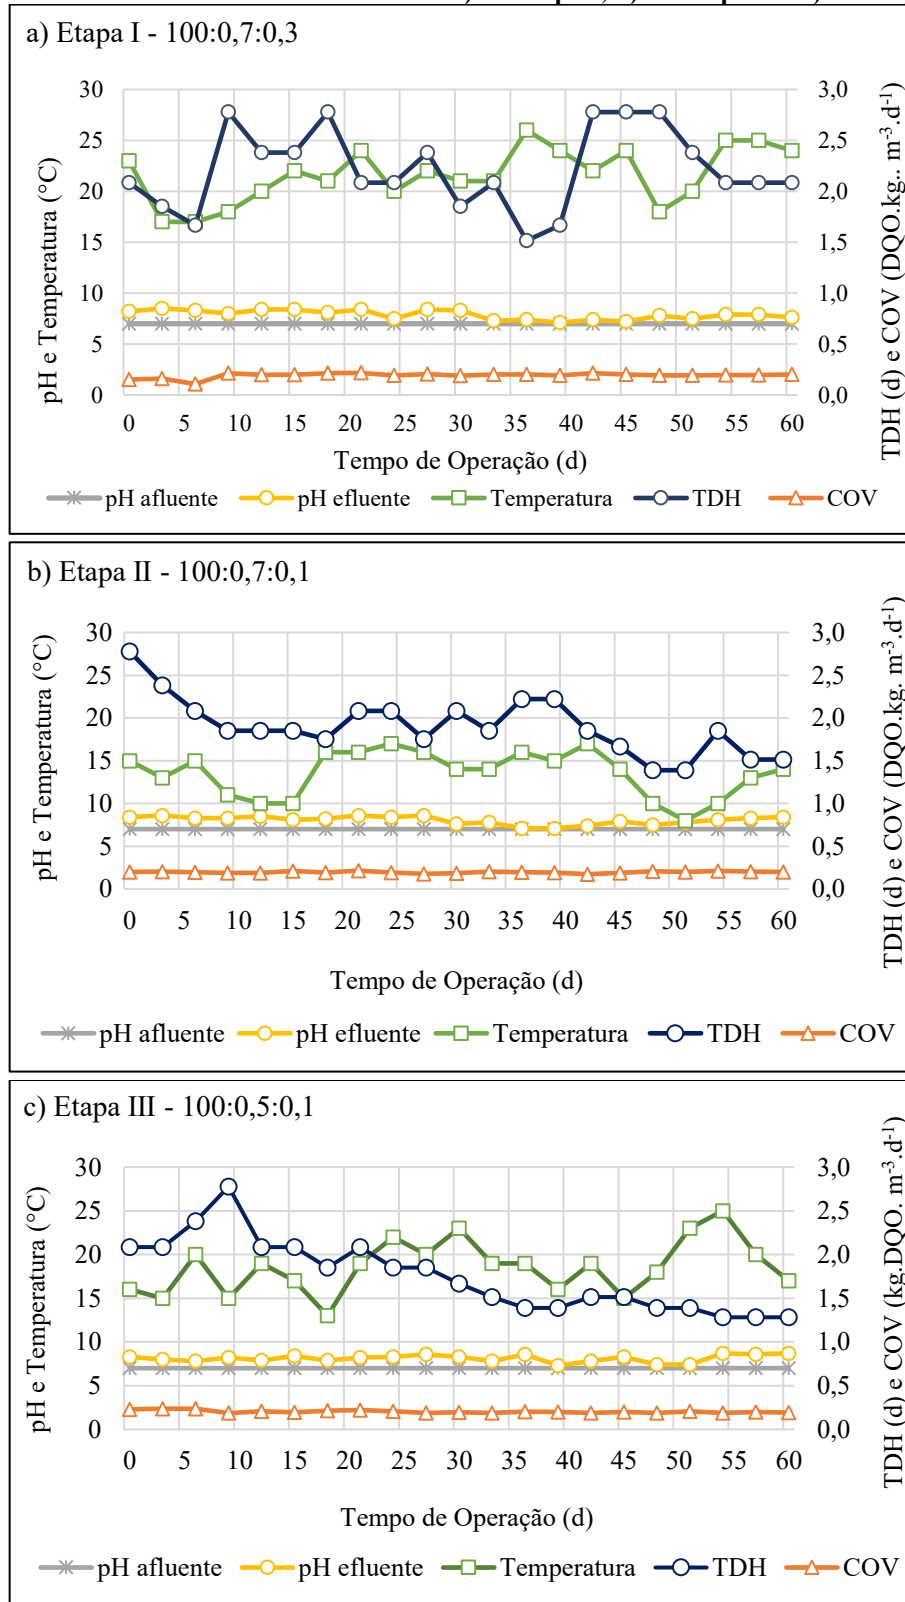 a) Etapa I - 100:0,7:0,3
pH e Temperatura (°C)
30
25
20
15
10
5
0
3,0
2,5
2,0
1,5
1,0
0,5
0,0
TDH (d) e COV (DQO.kg.. m-3.d-1)
0 5 10 15 20 25 30 35 40 45 50 55 60
Tempo de Operação (d)
pH afluente pH efluente Temperatura TDH COV
b) Etapa II - 100:0,7:0,1
pH e Temperatura (°C)
30
25
20
15
10
5
0
3,0
2,5
2,0
1,5
1,0
0,5
0,0
TDH (d) e COV (DQO.kg. m-3.d-1)
0 5 10 15 20 25 30 35 40 45 50 55 60
Tempo de Operação (d)
pH afluente pH efluente Temperatura TDH COV
c) Etapa III - 100:0,5:0,1
pH e Temperatura (°C)
30
25
20
15
10
5
0
3,0
2,5
2,0
1,5
1,0
0,5
0,0
TDH (d) e COV (kg.DQO. m-3.d-1)
0 5 10 15 20 25 30 35 40 45 50 55 60
Tempo de Operação (d)
pH afluente pH efluente Temperatura TDH COV